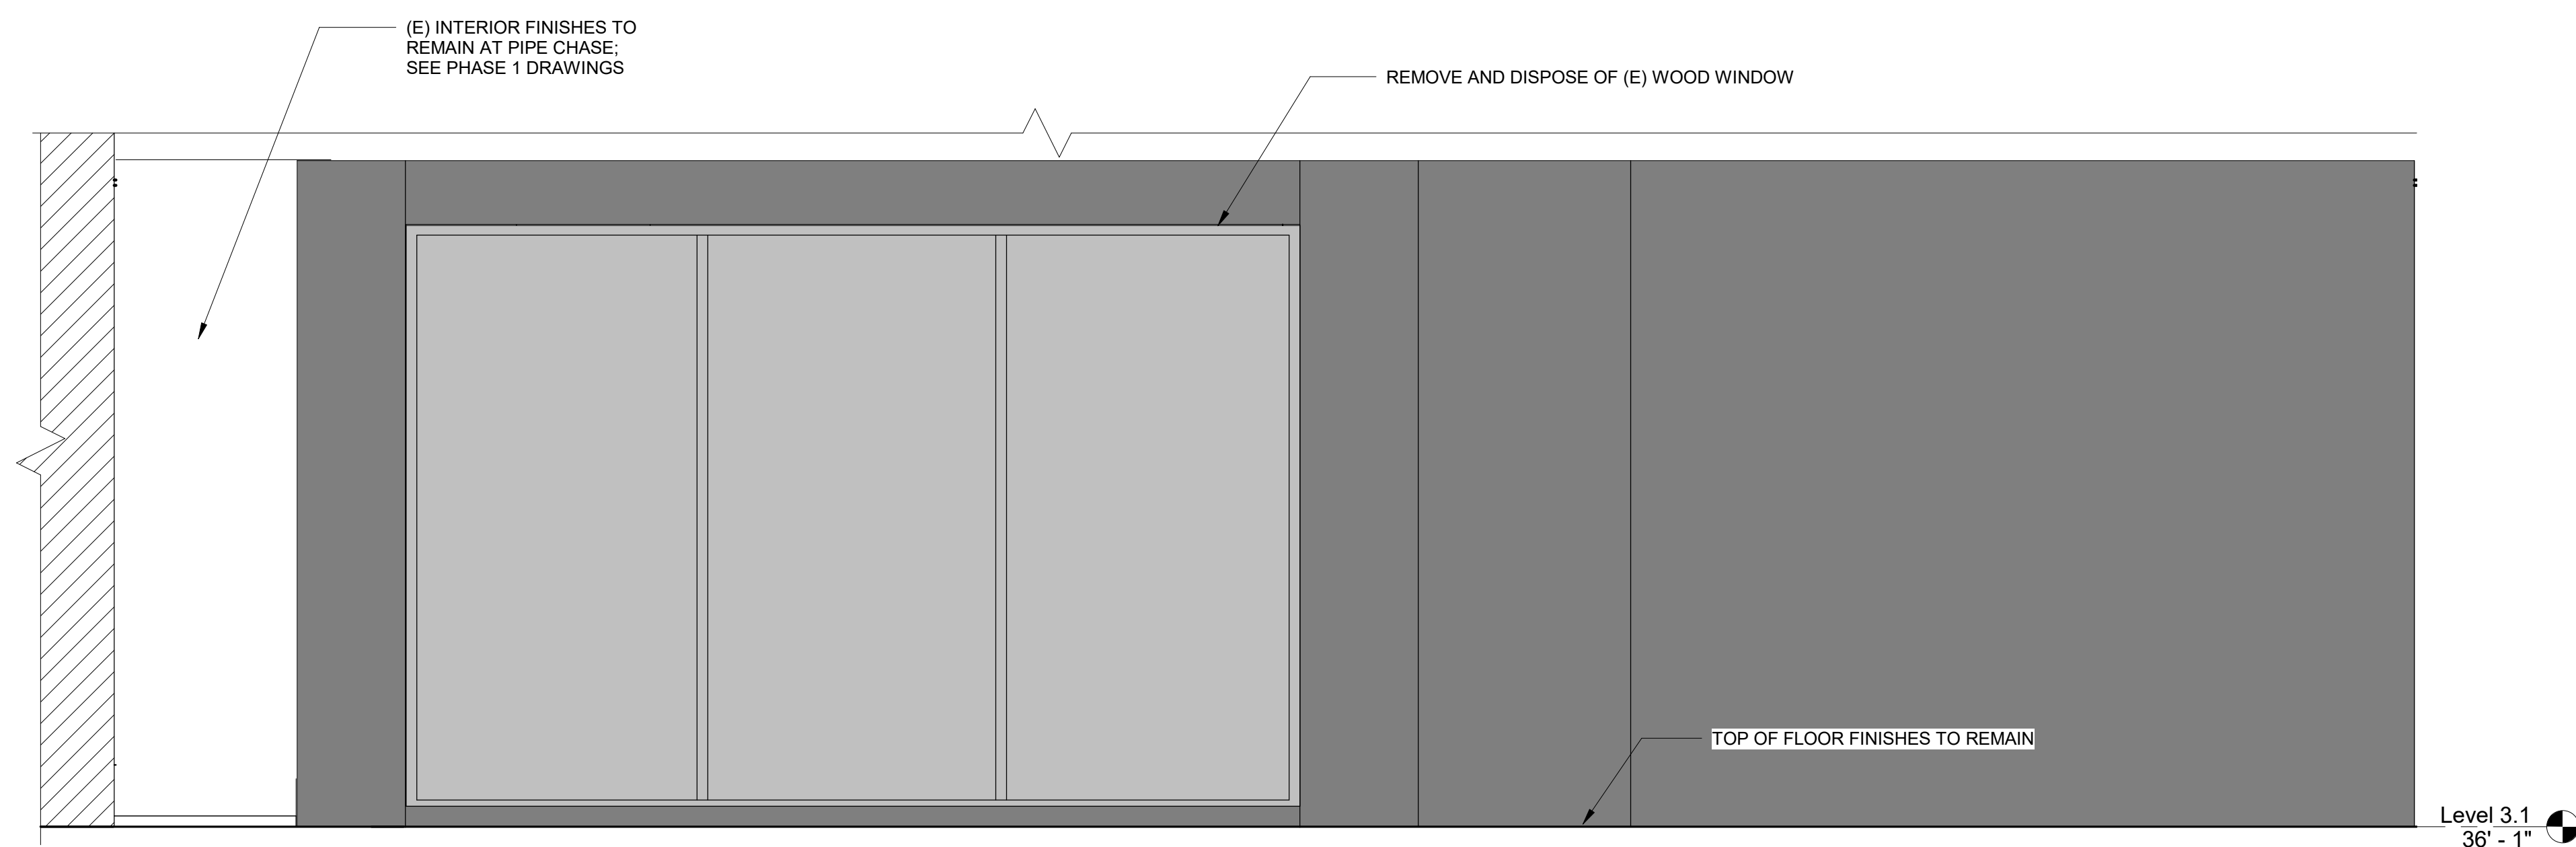 (E) INTERIOR FINISHES TO
REMAIN AT PIPE CHASE;
SEE PHASE 1 DRAWINGS
REMOVE AND DISPOSE OF (E) WOOD WINDOW
TOP OF FLOOR FINISHES TO REMAIN
Level 3.1
36' - 1"